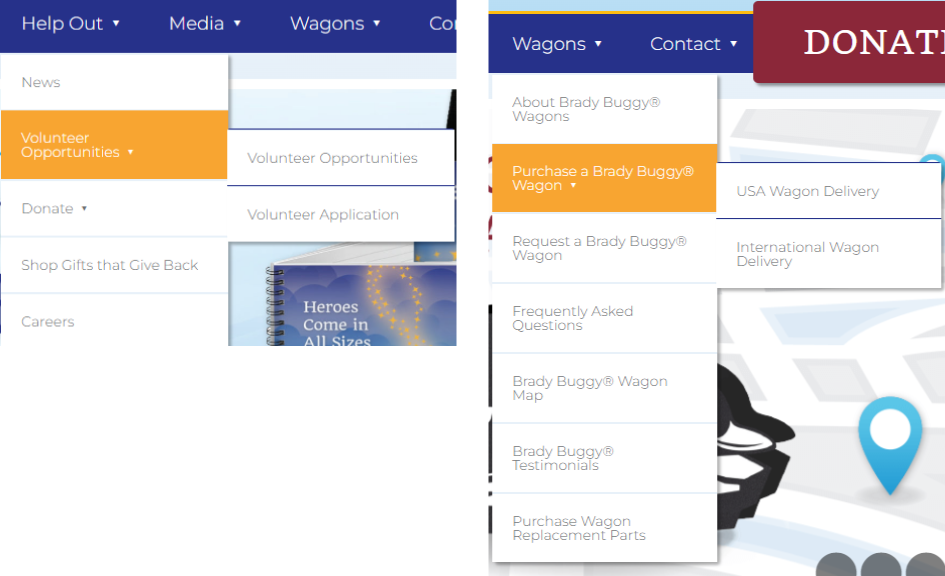 Help Out ▾ Media ▾ Wagons ▾
News
Volunteer
Opportunities ▾
Volunteer Opportunities
Volunteer Application
Donate ▾
Shop Gifts that Give Back
Careers
Heroes
Come in
All Sizes
Wagons ▾ Contact ▾
About Brady Buggy®
Wagons
Purchase a Brady Buggy®
Wagon ▾
USA Wagon Delivery
International Wagon
Delivery
Request a Brady Buggy®
Wagon
Frequently Asked
Questions
Brady Buggy® Wagon
Map
Brady Buggy®
Testimonials
Purchase Wagon
Replacement Parts